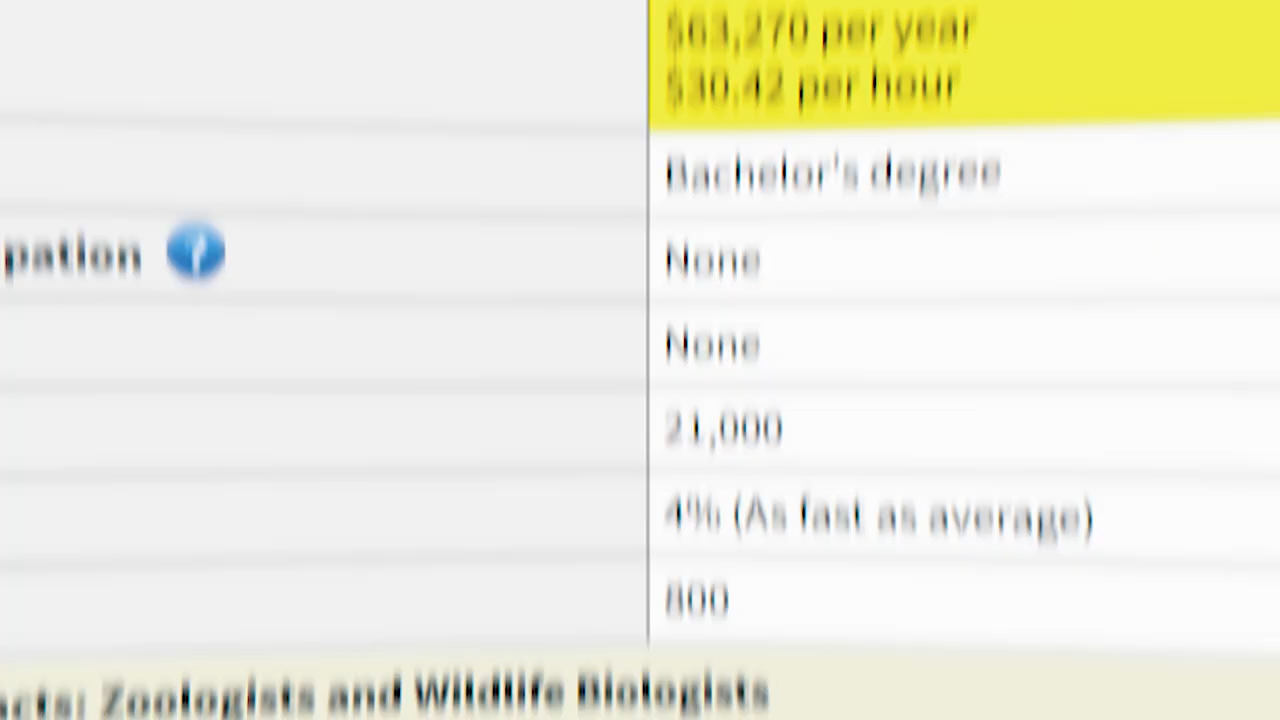 $63,270 per year
$30.42 per hour
Bachelor's degree
pation
None
None
21,000
4% (As fast as average)
800
acts: Zoologists and Wildlife Biologists